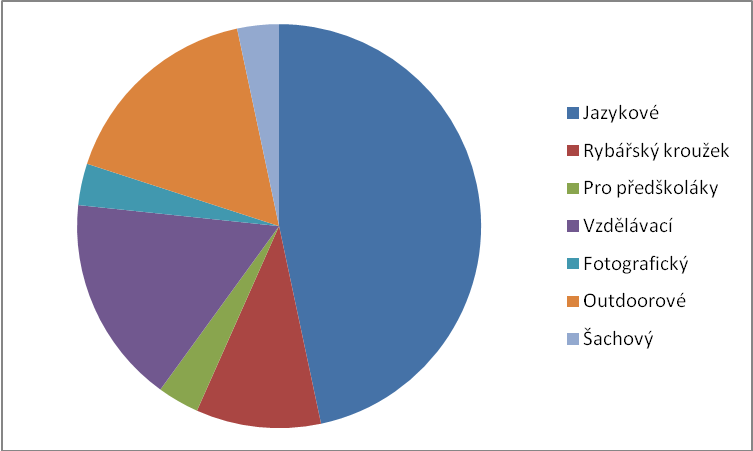 Jazykové
Rybářský kroužek
Pro předškoláky
Vzdělávací
Fotografický
Outdoorové
Šachový